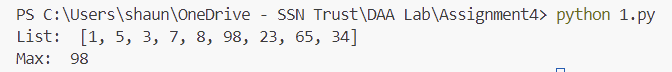 PS C:\Users\shaun\OneDrive - SSN Trust\DAA Lab\Assignment4> python 1.py
List:  [1, 5, 3, 7, 8, 98, 23, 65, 34]
Max:  98